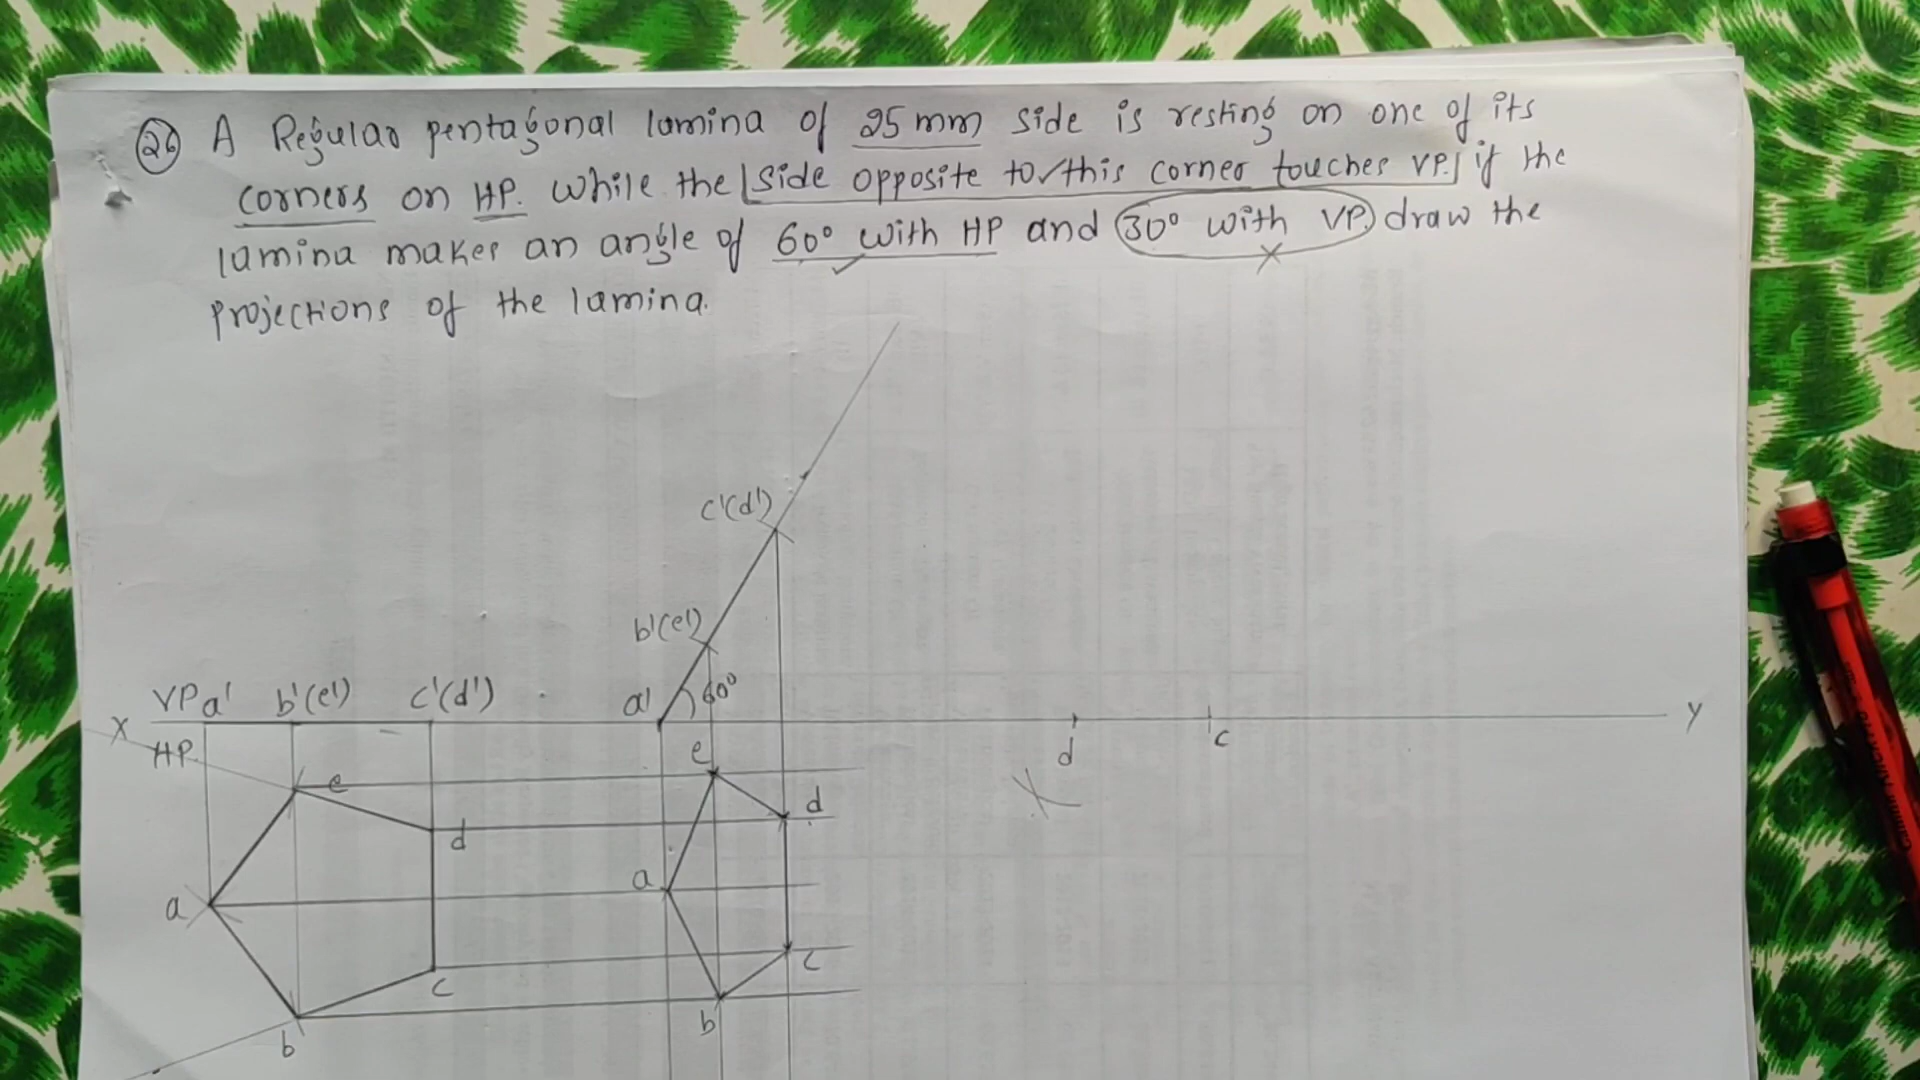 26 A Regular pentagonal lamina of 25 mm side is resting on one of its
corners on HP. While the side opposite to this corner touches VP. if the
lamina makes an angle of 60° with HP and 30° with VP. draw the
projections of the lamina.
c'(d')
b'(e')
VP a' b'(e') c'(d') a' 60°
X Y
HP
e d c
e d
d a
a
c c
b b